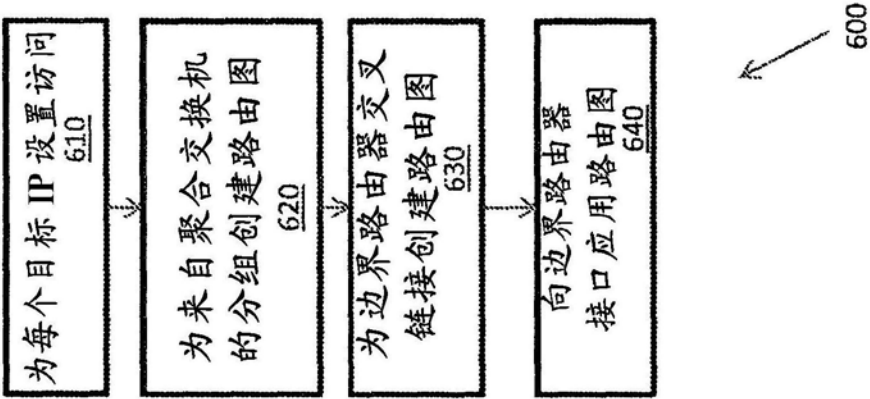 为每个目标 IP 设置访问
610
为来自聚合交换机
的分组创建路由图
620
为边界路由器交叉
链接创建路由图
630
向边界路由器
接口应用路由图
640
600